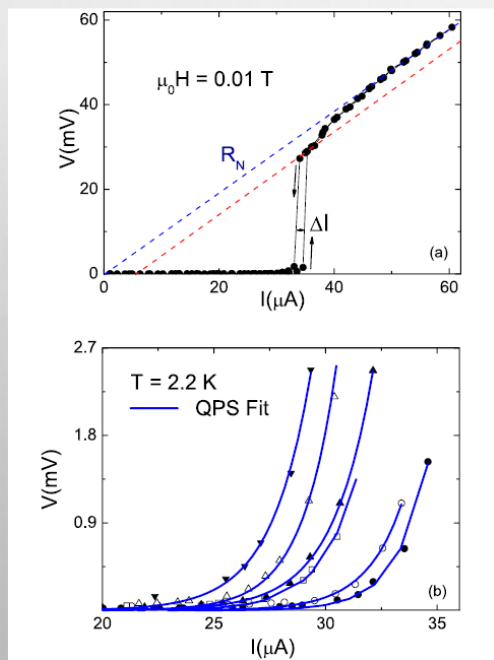 60
40
20
0
V(mV)
μ₀H = 0.01 T
R_N
ΔI
(a)
0 20 40 60
I(μA)
2.7
1.8
0.9
V(mV)
T = 2.2 K
QPS Fit
(b)
20 25 30 35
I(μA)